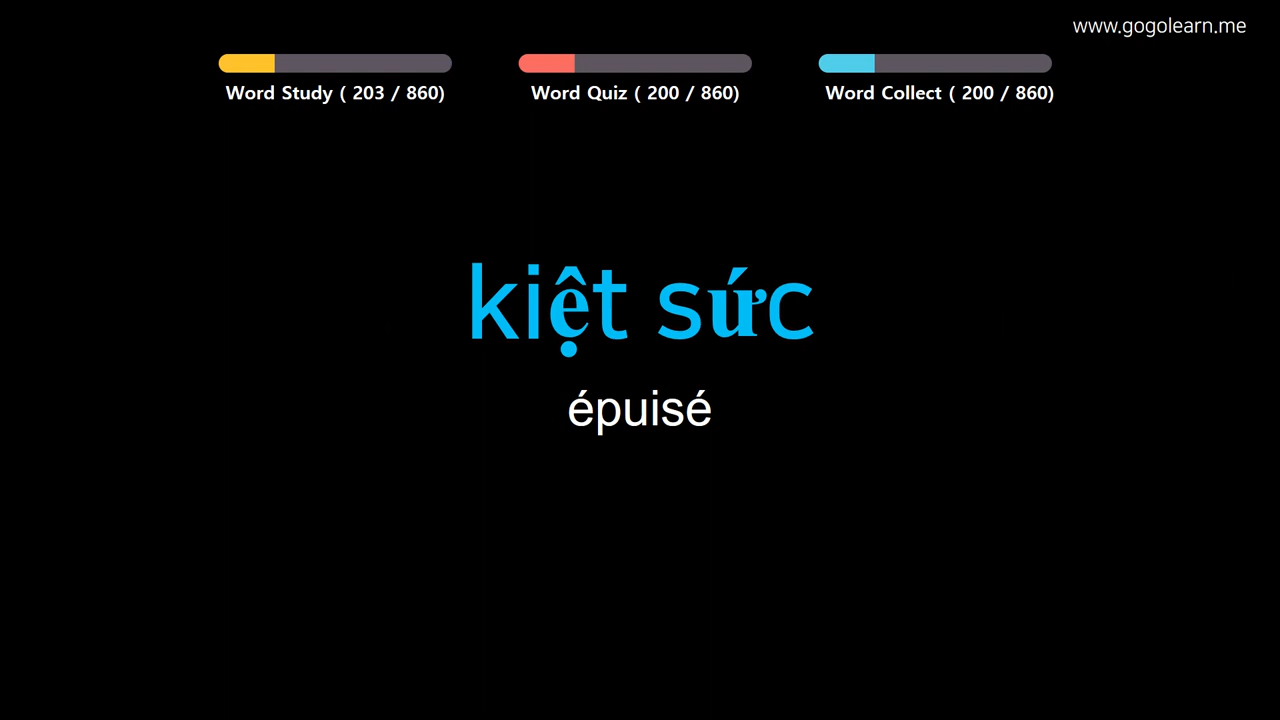 www.gogolearn.me
Word Study ( 203 / 860)
Word Quiz ( 200 / 860)
Word Collect ( 200 / 860)
kiệt sức
épuisé